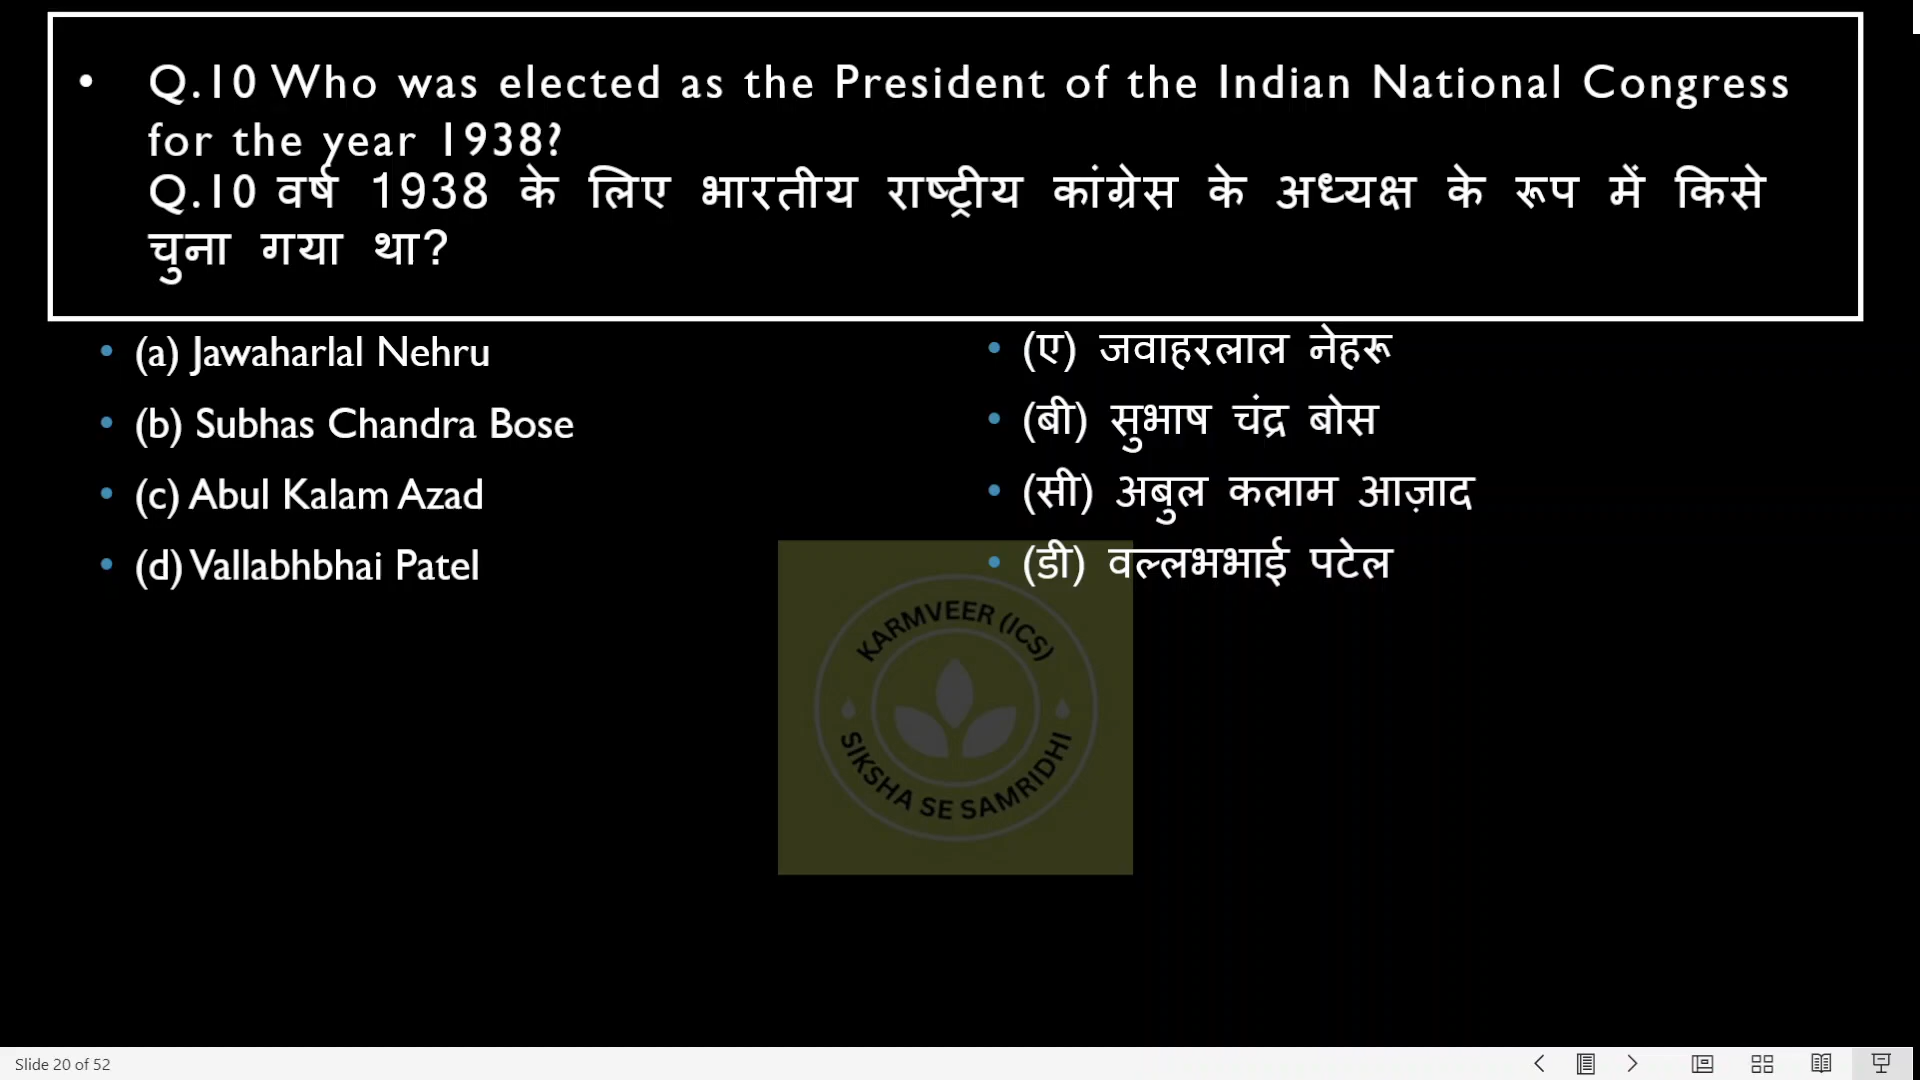 • Q.10 Who was elected as the President of the Indian National Congress
for the year 1938?
Q.10 वर्ष 1938 के लिए भारतीय राष्ट्रीय कांग्रेस के अध्यक्ष के रूप में किसे
चुना गया था?
• (a) Jawaharlal Nehru
• (b) Subhas Chandra Bose
• (c) Abul Kalam Azad
• (d) Vallabhbhai Patel
• (ए) जवाहरलाल नेहरू
• (बी) सुभाष चंद्र बोस
• (सी) अबुल कलाम आज़ाद
• (डी) वल्लभभाई पटेल
KARMVEER (ICS)
SIKSHA SE SAMRIDHI
Slide 20 of 52